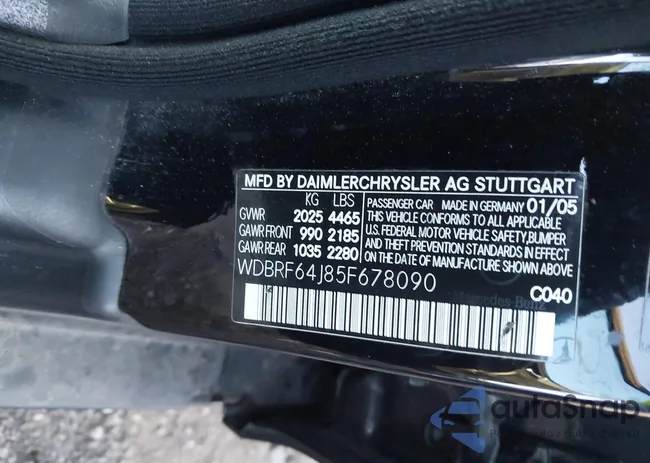 MFD BY DAIMLERCHRYSLER AG STUTTGART
KG LBS
GVWR 2025 4465
GAWR FRONT 990 2185
GAWR REAR 1035 2280
PASSENGER CAR MADE IN GERMANY 01/05
THIS VEHICLE CONFORMS TO ALL APPLICABLE
U.S. FEDERAL MOTOR VEHICLE SAFETY, BUMPER
AND THEFT PREVENTION STANDARDS IN EFFECT
ON THE DATE OF MANUFACTURE SHOWN ABOVE.
WDBRF64J85F678090
Mercedes-Benz
C040
autoSnap